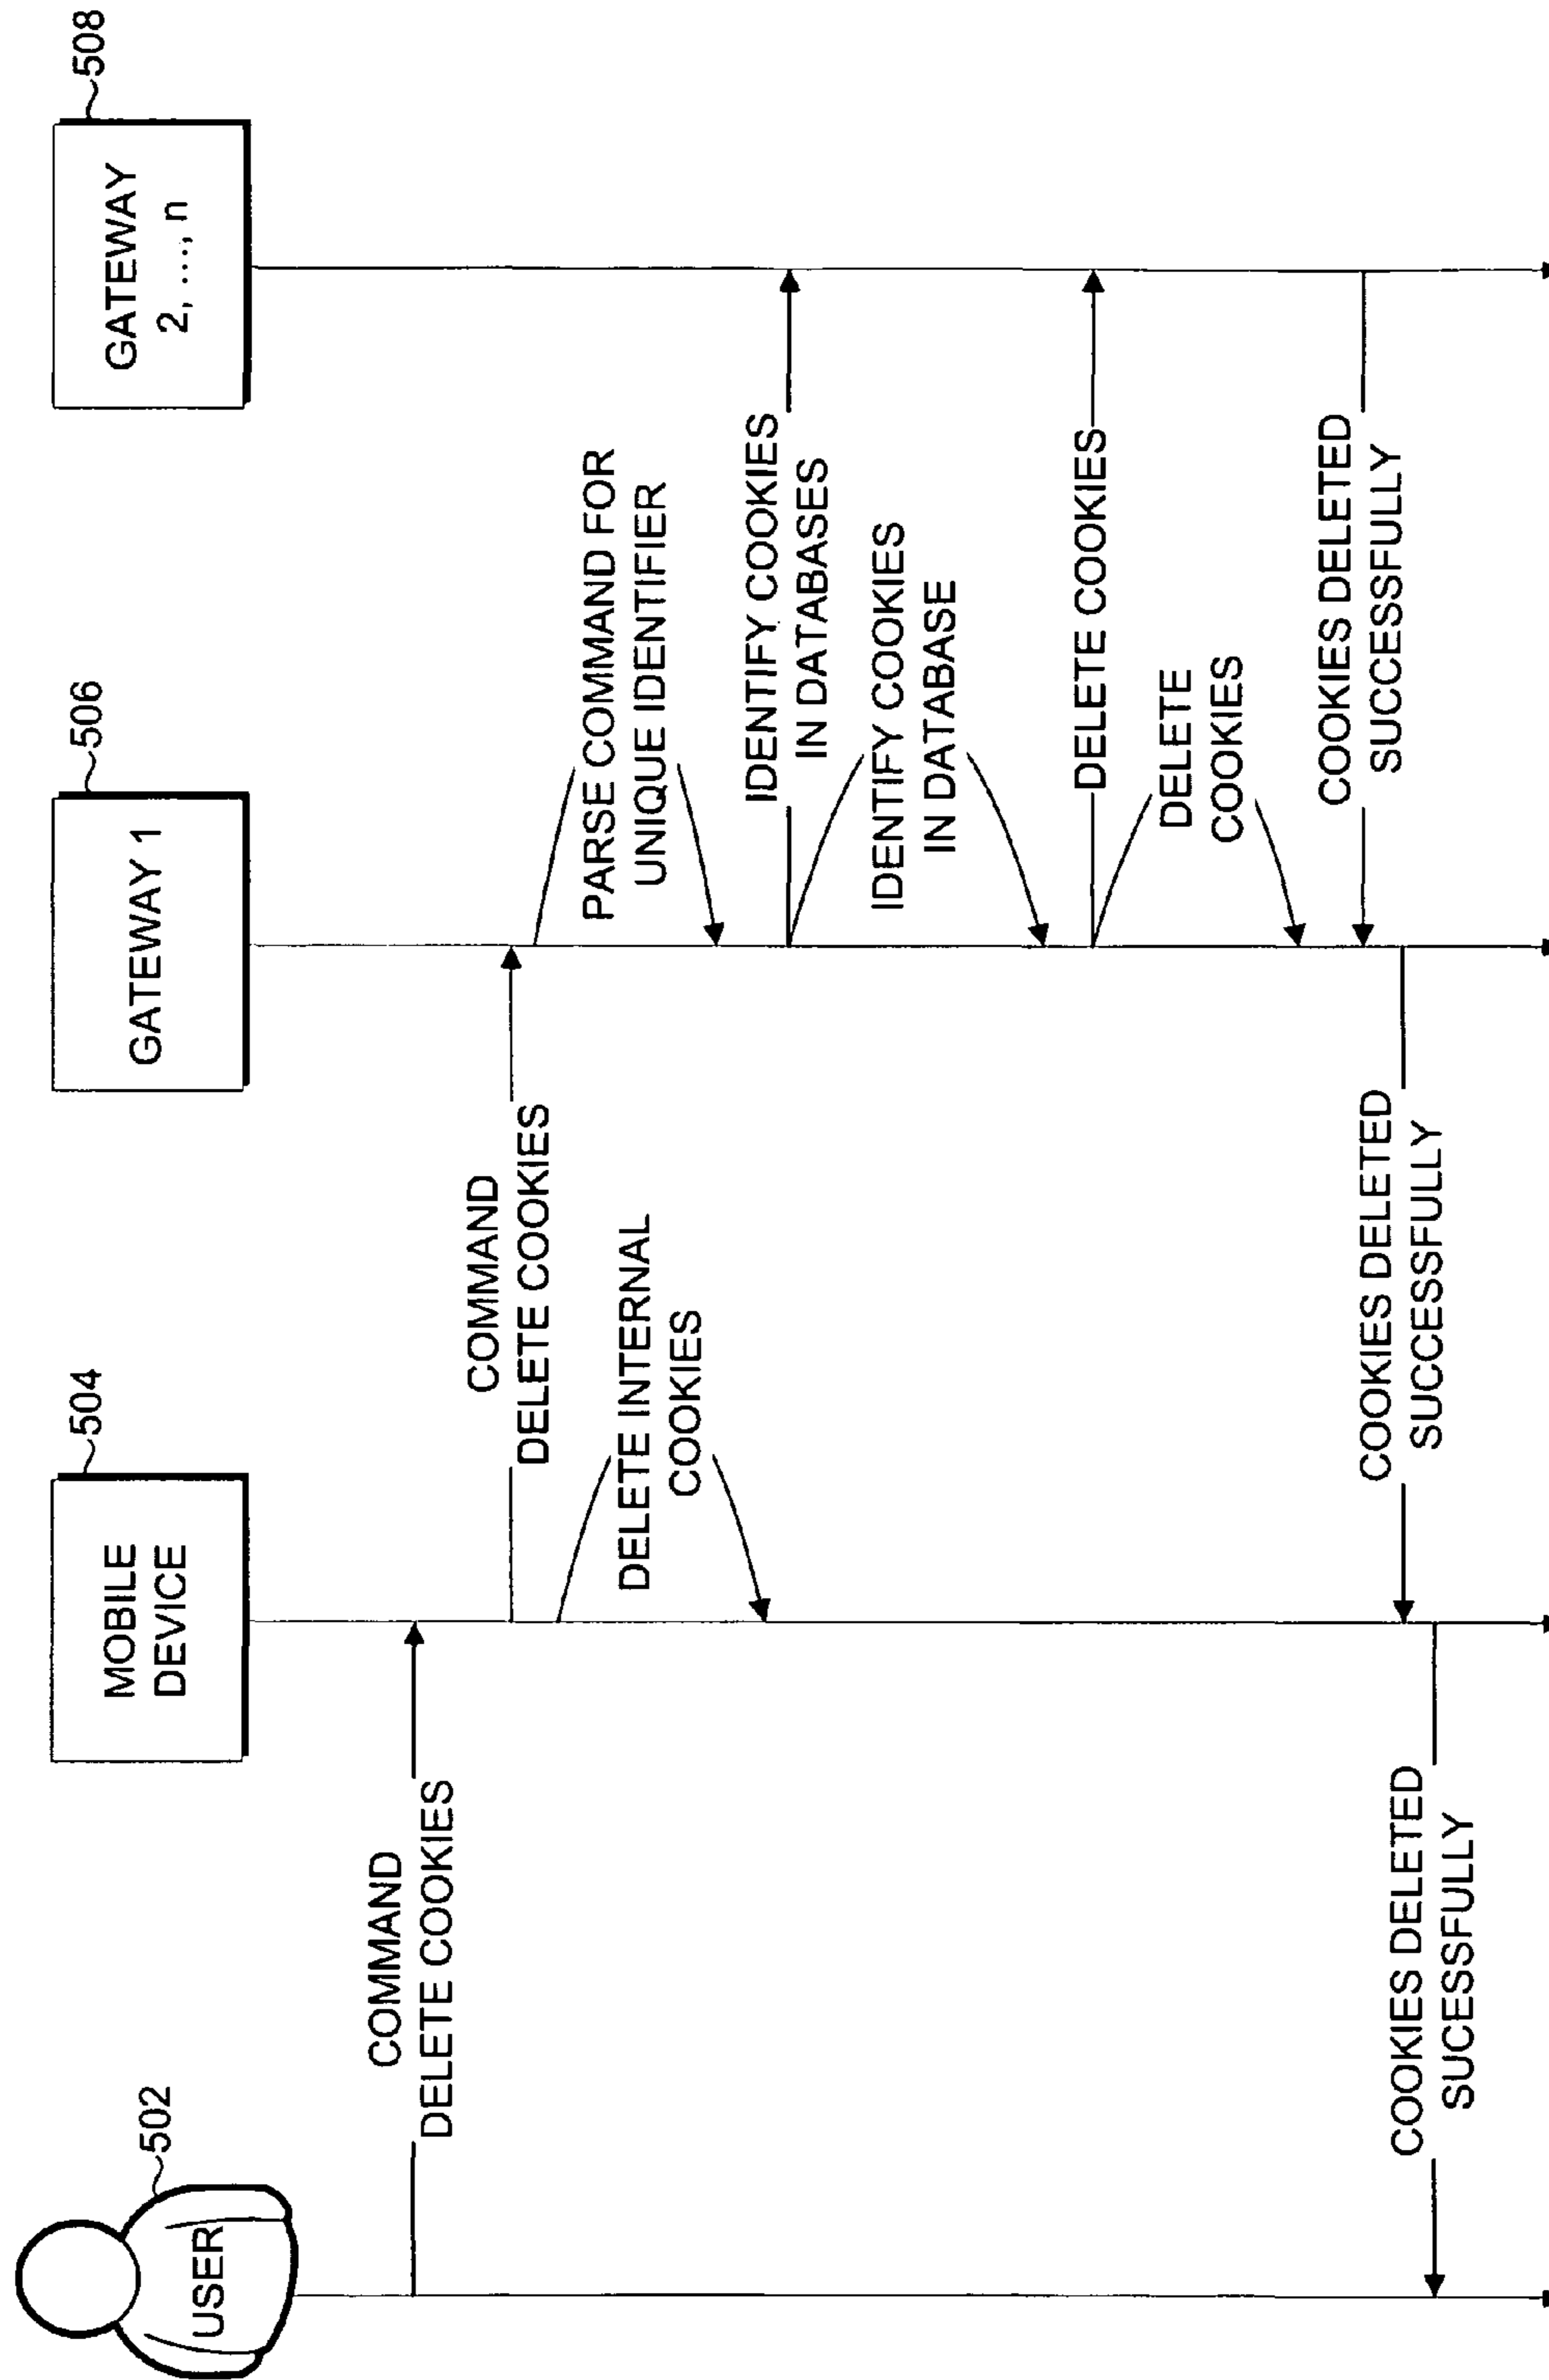 502
USER
504
MOBILE
DEVICE
506
GATEWAY 1
508
GATEWAY
2, ..., n
COMMAND
DELETE COOKIES
COMMAND
DELETE COOKIES
DELETE INTERNAL
COOKIES
PARSE COMMAND FOR
UNIQUE IDENTIFIER
IDENTIFY COOKIES
IN DATABASES
IDENTIFY COOKIES
IN DATABASE
DELETE COOKIES
DELETE
COOKIES
COOKIES DELETED
SUCCESSFULLY
COOKIES DELETED
SUCCESSFULLY
COOKIES DELETED
SUCESSFULLY